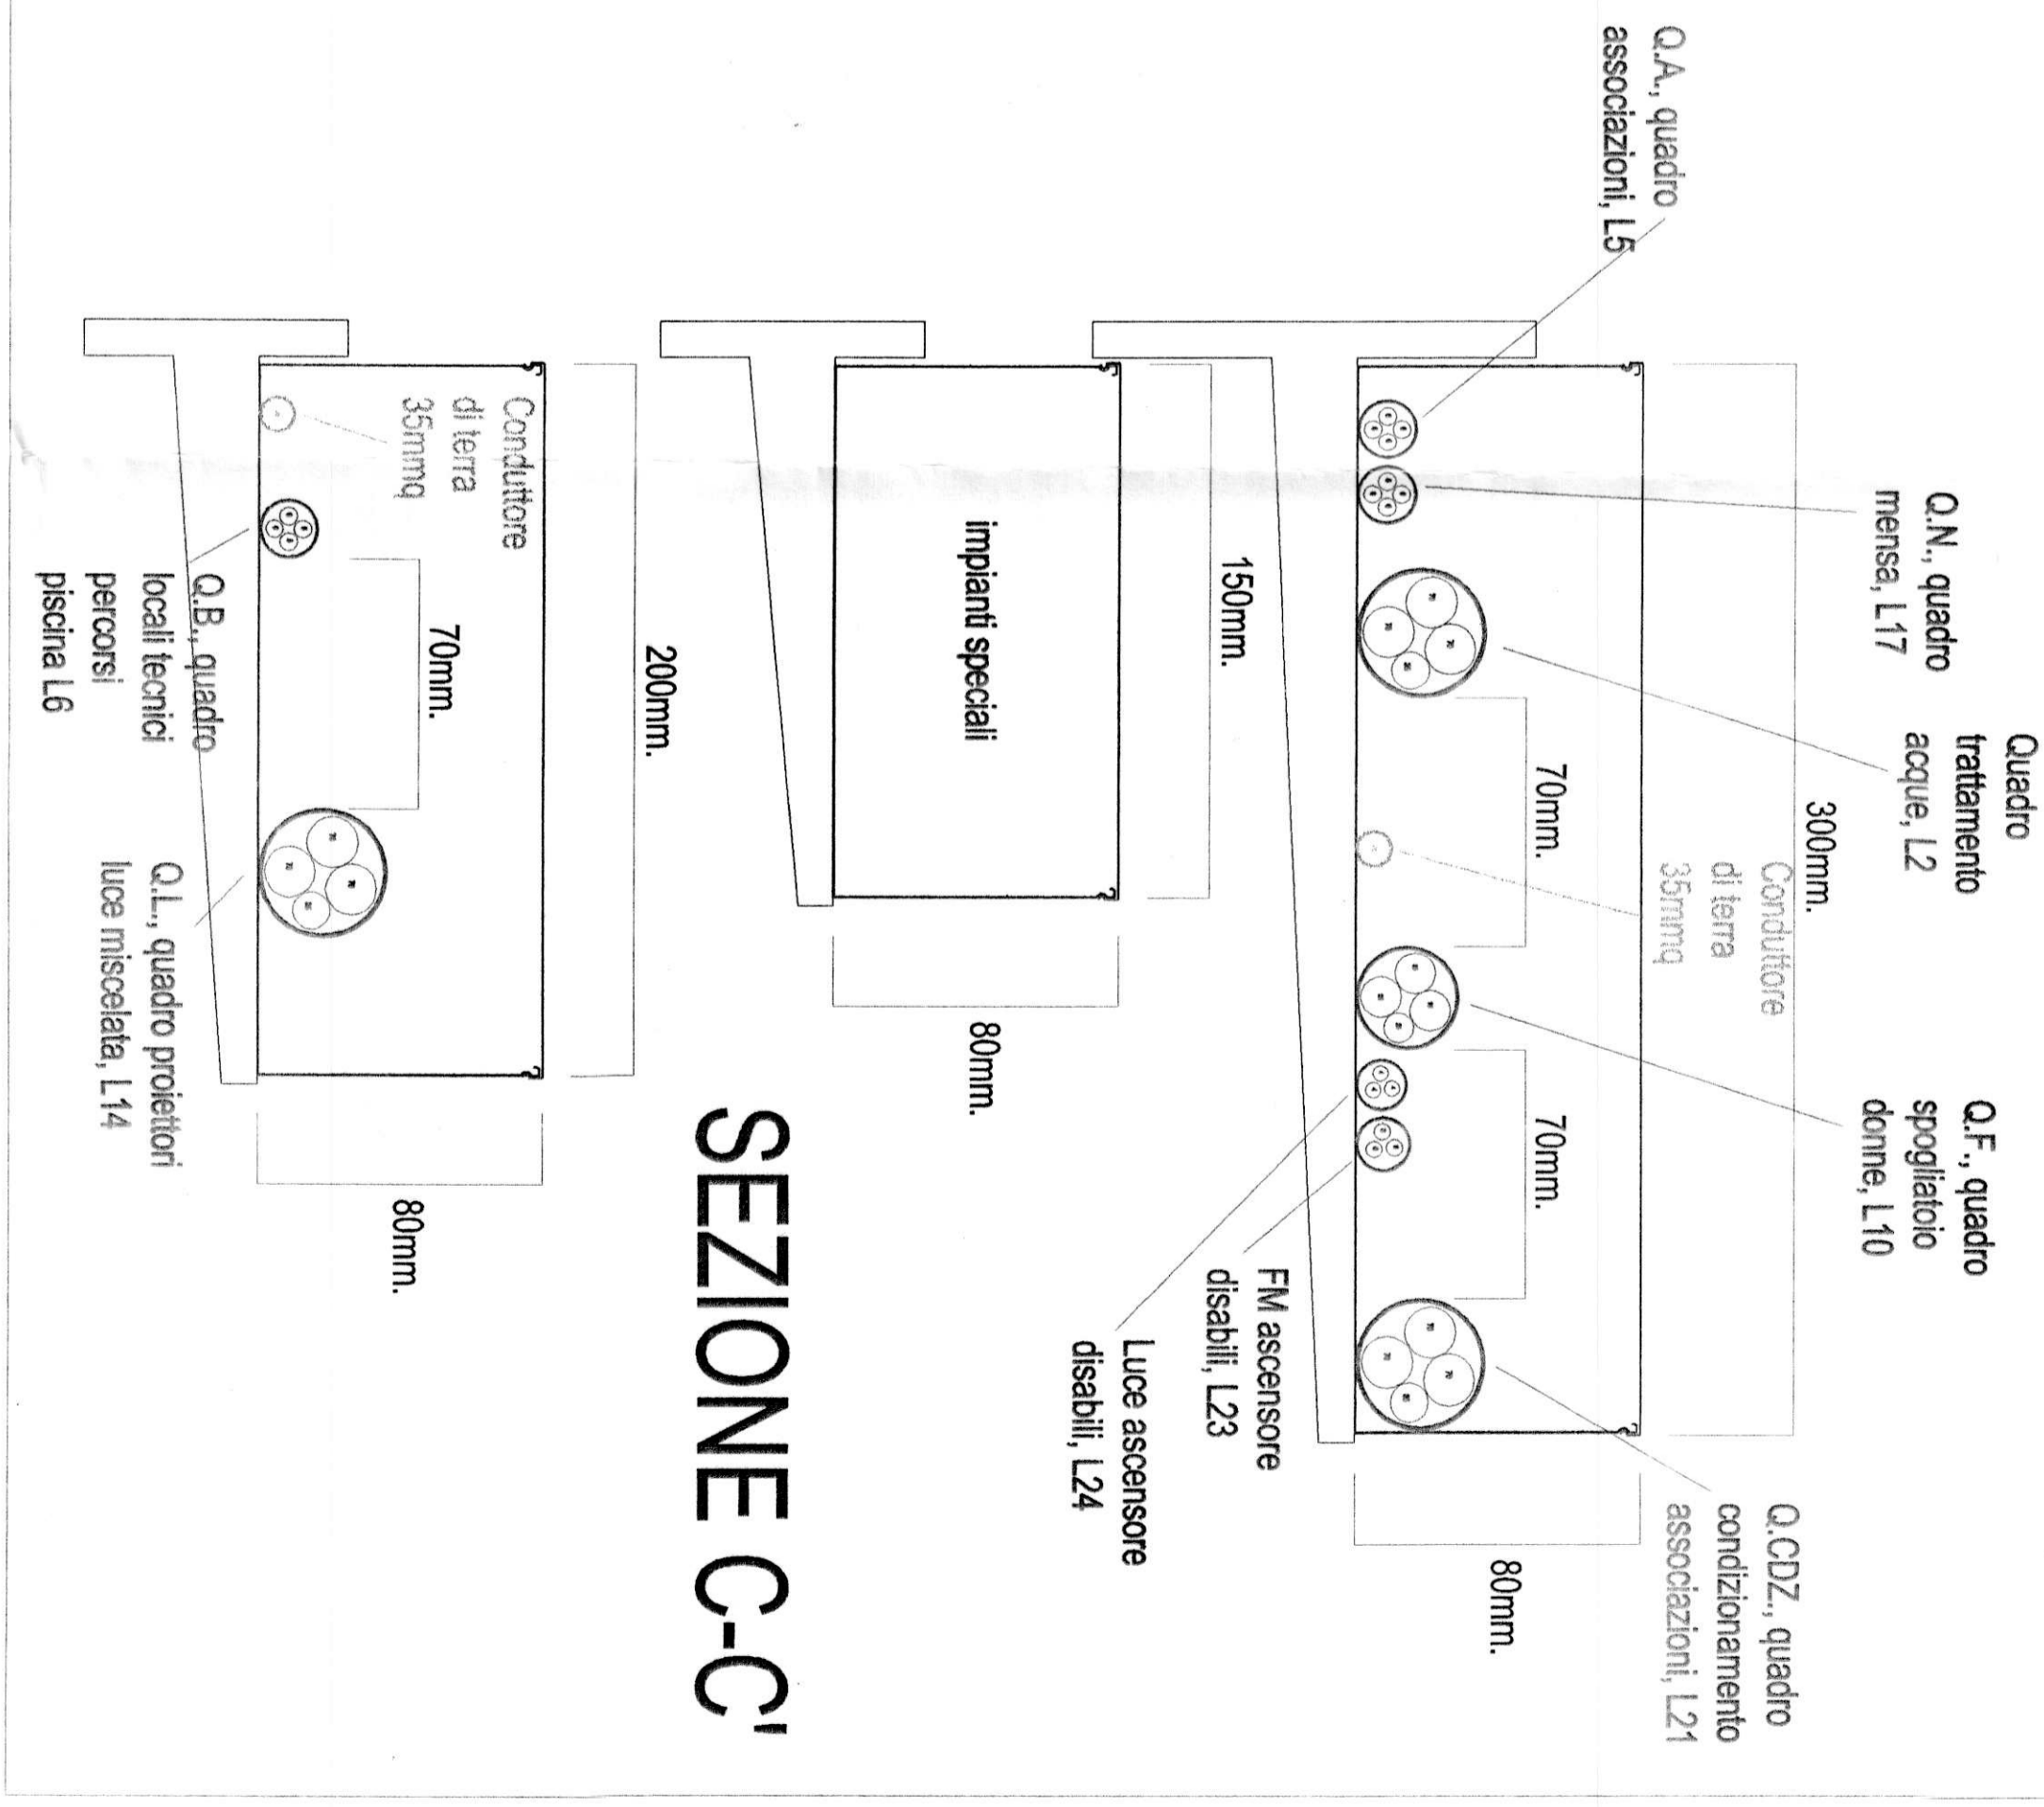 Q.A., quadro
associazioni, L5
Q.N., quadro
mensa, L17
Quadro
trattamento
acque, L2
300mm.
Conduttore
di terra
35mmq
Q.F., quadro
spogliatoio
donne, L10
Q.CDZ., quadro
condizionamento
associazioni, L21
70mm.
70mm.
80mm.
FM ascensore
disabili, L23
Luce ascensore
disabili, L24
150mm.
impianti speciali
80mm.
SEZIONE C-C'
200mm.
Conduttore
di terra
35mmq
70mm.
80mm.
Q.B., quadro
locali tecnici
percorsi
piscina L6
Q.L., quadro proiettori
luce miscelata, L14